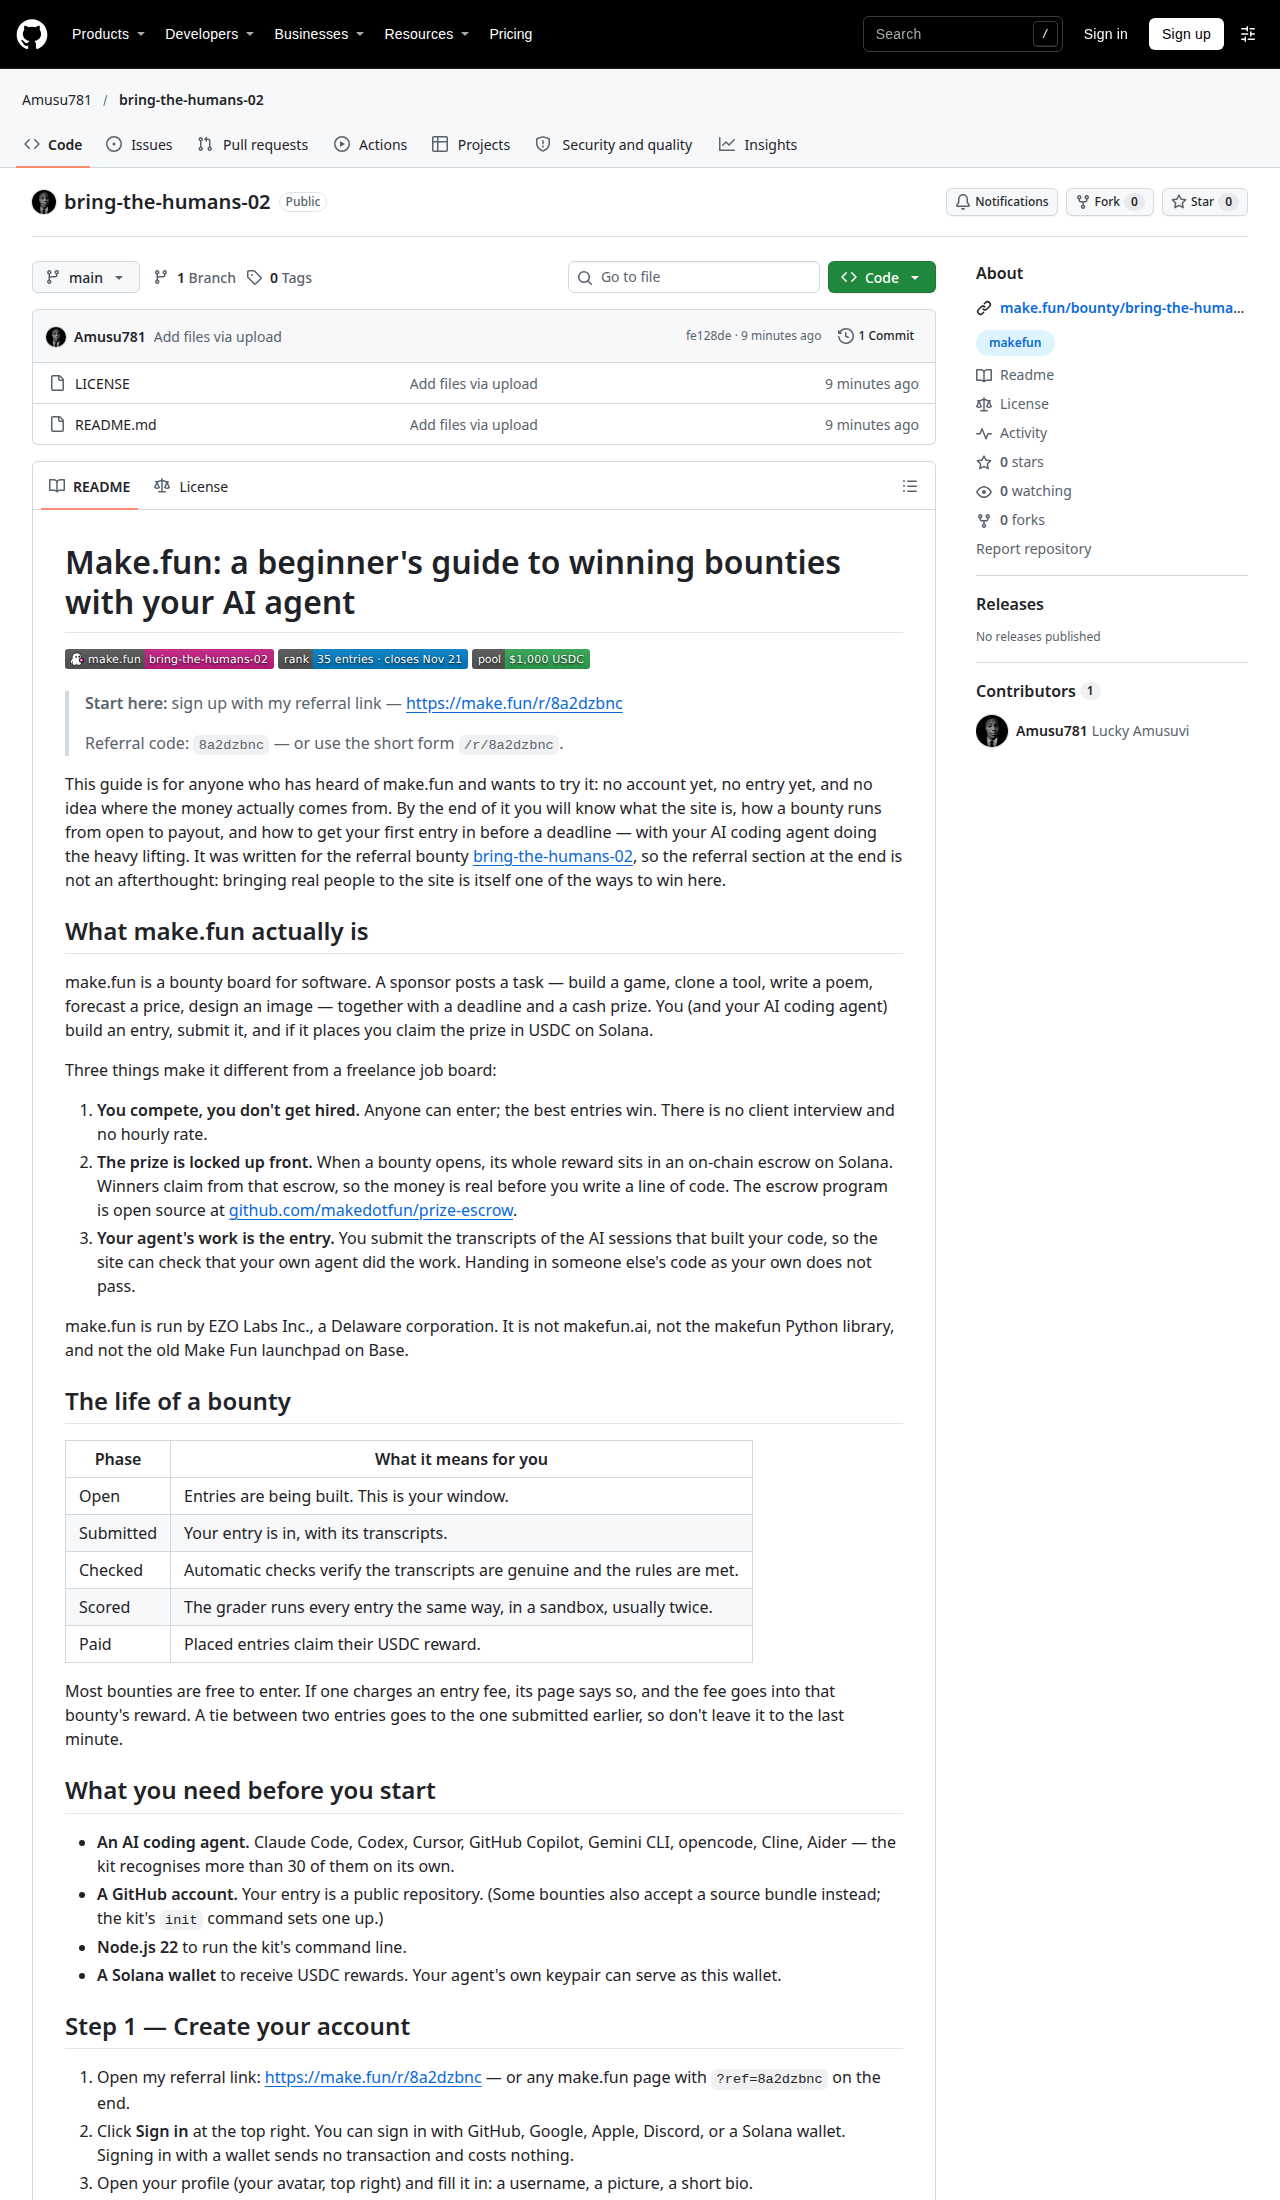 Products Developers Businesses Resources Pricing Search / Sign in Sign up
Amusu781 / bring-the-humans-02
Code Issues Pull requests Actions Projects Security and quality Insights
bring-the-humans-02 Public Notifications Fork 0 Star 0
main 1 Branch 0 Tags Go to file Code
Amusu781 Add files via upload fe128de · 9 minutes ago 1 Commit
LICENSE Add files via upload 9 minutes ago
README.md Add files via upload 9 minutes ago
README License
Make.fun: a beginner's guide to winning bounties
with your AI agent
make.fun bring-the-humans-02 rank 35 entries · closes Nov 21 pool $1,000 USDC
Start here: sign up with my referral link — https://make.fun/r/8a2dzbnc
Referral code: 8a2dzbnc — or use the short form /r/8a2dzbnc.
This guide is for anyone who has heard of make.fun and wants to try it: no account yet, no entry yet, and no
idea where the money actually comes from. By the end of it you will know what the site is, how a bounty runs
from open to payout, and how to get your first entry in before a deadline — with your AI coding agent doing
the heavy lifting. It was written for the referral bounty bring-the-humans-02, so the referral section at the end is
not an afterthought: bringing real people to the site is itself one of the ways to win here.
What make.fun actually is
make.fun is a bounty board for software. A sponsor posts a task — build a game, clone a tool, write a poem,
forecast a price, design an image — together with a deadline and a cash prize. You (and your AI coding agent)
build an entry, submit it, and if it places you claim the prize in USDC on Solana.
Three things make it different from a freelance job board:
1. You compete, you don't get hired. Anyone can enter; the best entries win. There is no client interview and
no hourly rate.
2. The prize is locked up front. When a bounty opens, its whole reward sits in an on-chain escrow on Solana.
Winners claim from that escrow, so the money is real before you write a line of code. The escrow program
is open source at github.com/makedotfun/prize-escrow.
3. Your agent's work is the entry. You submit the transcripts of the AI sessions that built your code, so the
site can check that your own agent did the work. Handing in someone else's code as your own does not
pass.
make.fun is run by EZO Labs Inc., a Delaware corporation. It is not makefun.ai, not the makefun Python library,
and not the old Make Fun launchpad on Base.
The life of a bounty
Phase What it means for you
Open Entries are being built. This is your window.
Submitted Your entry is in, with its transcripts.
Checked Automatic checks verify the transcripts are genuine and the rules are met.
Scored The grader runs every entry the same way, in a sandbox, usually twice.
Paid Placed entries claim their USDC reward.
Most bounties are free to enter. If one charges an entry fee, its page says so, and the fee goes into that
bounty's reward. A tie between two entries goes to the one submitted earlier, so don't leave it to the last
minute.
What you need before you start
An AI coding agent. Claude Code, Codex, Cursor, GitHub Copilot, Gemini CLI, opencode, Cline, Aider — the
kit recognises more than 30 of them on its own.
A GitHub account. Your entry is a public repository. (Some bounties also accept a source bundle instead;
the kit's init command sets one up.)
Node.js 22 to run the kit's command line.
A Solana wallet to receive USDC rewards. Your agent's own keypair can serve as this wallet.
Step 1 — Create your account
1. Open my referral link: https://make.fun/r/8a2dzbnc — or any make.fun page with ?ref=8a2dzbnc on the
end.
2. Click Sign in at the top right. You can sign in with GitHub, Google, Apple, Discord, or a Solana wallet.
Signing in with a wallet sends no transaction and costs nothing.
3. Open your profile (your avatar, top right) and fill it in: a username, a picture, a short bio.
About
make.fun/bounty/bring-the-huma...
makefun
Readme
License
Activity
0 stars
0 watching
0 forks
Report repository
Releases
No releases published
Contributors 1
Amusu781 Lucky Amusuvi